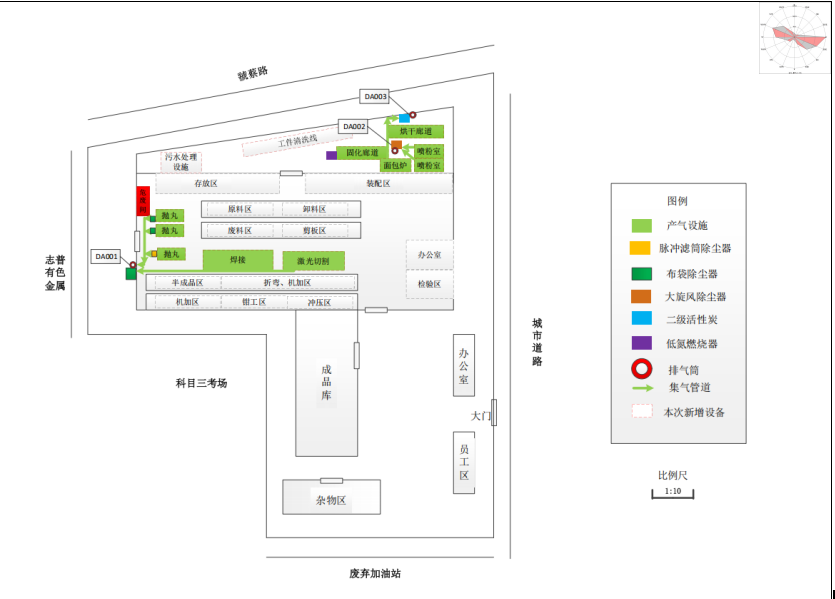 虢蔡路
DA003
DA002
烘干廊道
工件清洗线
固化廊道
喷粉室
面包炉
喷粉室
污水处理
设施
存放区
装配区
原料区
卸料区
抛丸
废料区
剪板区
抛丸
DA001
抛丸
焊接
激光切割
办公室
半成品区
折弯、机加区
检验区
机加区
钳工区
冲压区
志普
有色
金属
科目三考场
成品库
办公室
大门
员工区
杂物区
城市道路
废弃加油站
图例
产气设施
脉冲滤筒除尘器
布袋除尘器
大旋风除尘器
二级活性炭
低氮燃烧器
排气筒
集气管道
本次新增设备
比例尺
1:10